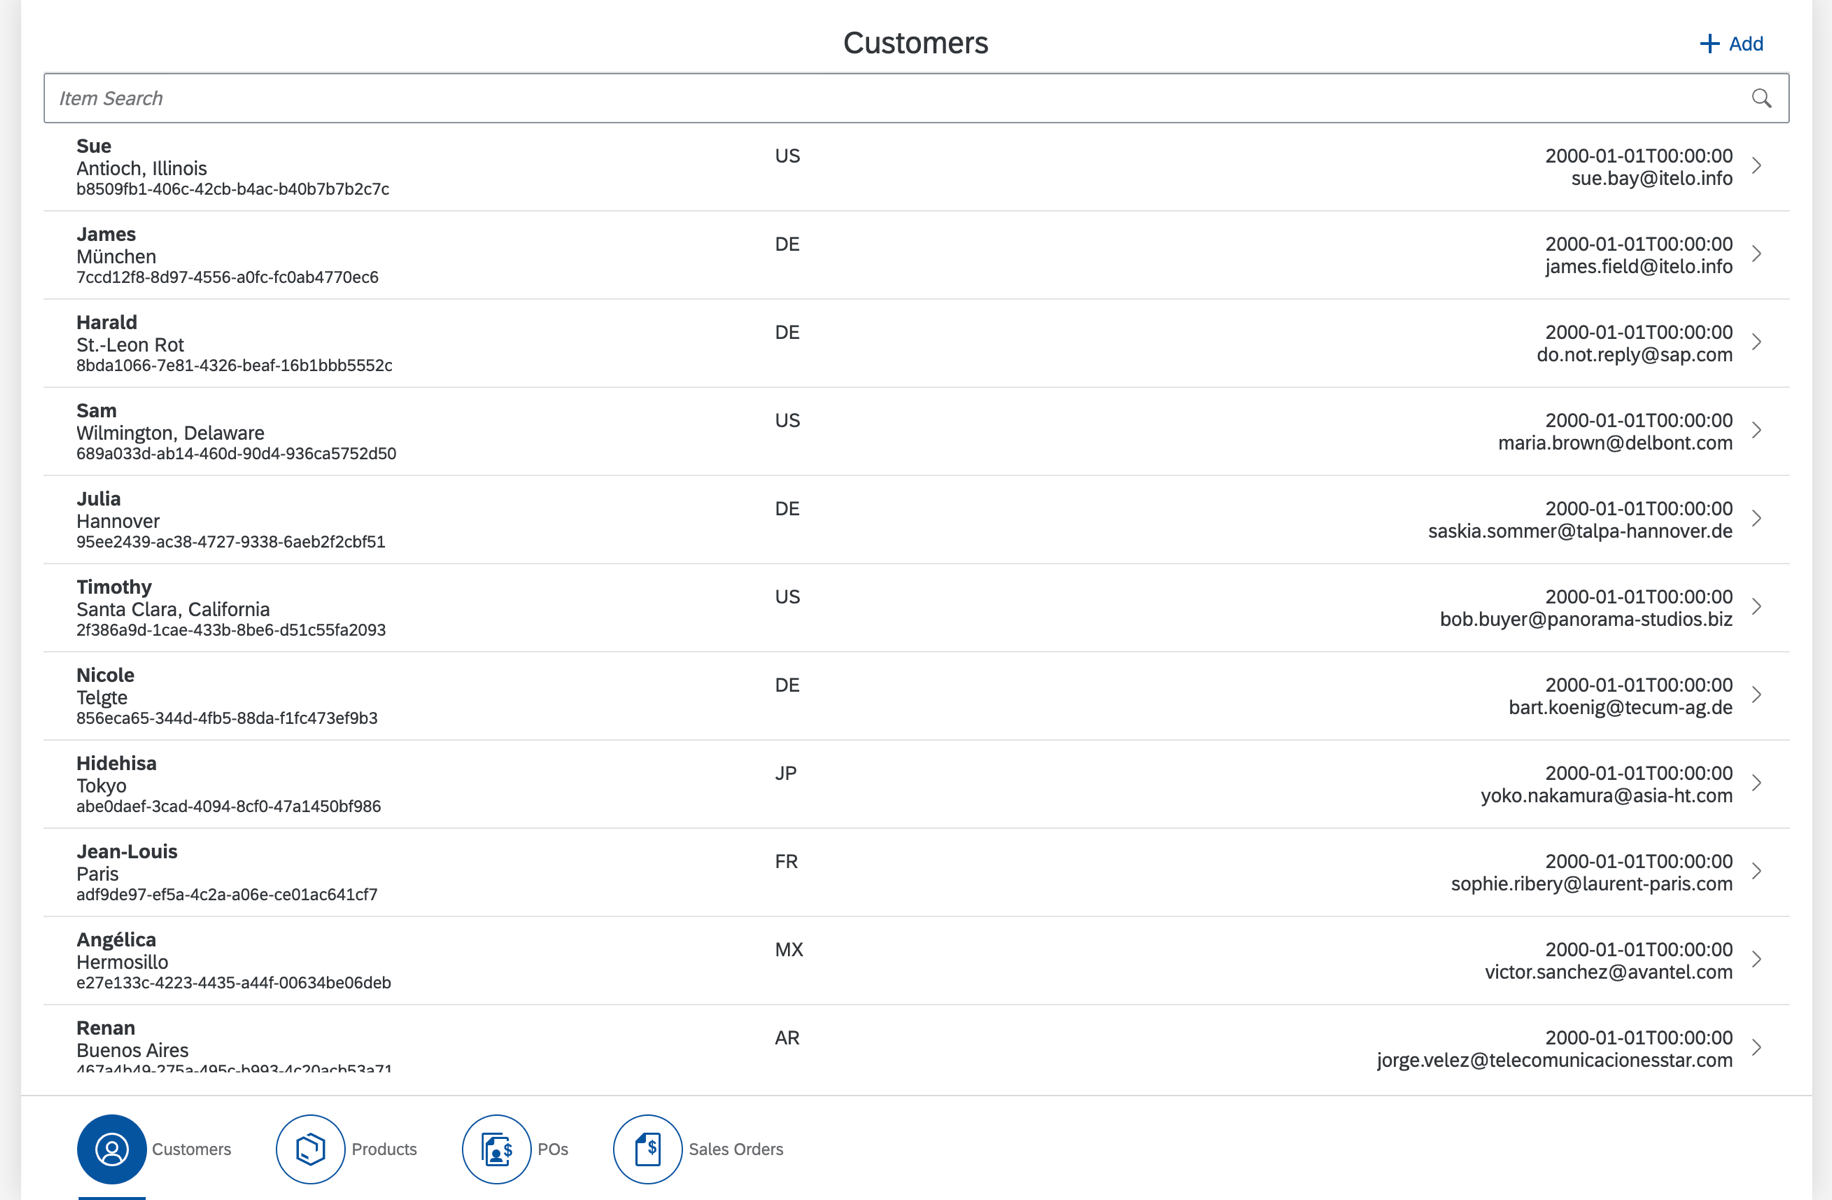 Customers
Add
Item Search
Sue
Antioch, Illinois
b8509fb1-406c-42cb-b4ac-b40b7b7b2c7c
US
2000-01-01T00:00:00
sue.bay@itelo.info
James
München
7ccd12f8-8d97-4556-a0fc-fc0ab4770ec6
DE
2000-01-01T00:00:00
james.field@itelo.info
Harald
St.-Leon Rot
8bda1066-7e81-4326-beaf-16b1bbb5552c
DE
2000-01-01T00:00:00
do.not.reply@sap.com
Sam
Wilmington, Delaware
689a033d-ab14-460d-90d4-936ca5752d50
US
2000-01-01T00:00:00
maria.brown@delbont.com
Julia
Hannover
95ee2439-ac38-4727-9338-6aeb2f2cbf51
DE
2000-01-01T00:00:00
saskia.sommer@talpa-hannover.de
Timothy
Santa Clara, California
2f386a9d-1cae-433b-8be6-d51c55fa2093
US
2000-01-01T00:00:00
bob.buyer@panorama-studios.biz
Nicole
Telgte
856eca65-344d-4fb5-88da-f1fc473ef9b3
DE
2000-01-01T00:00:00
bart.koenig@tecum-ag.de
Hidehisa
Tokyo
abe0daef-3cad-4094-8cf0-47a1450bf986
JP
2000-01-01T00:00:00
yoko.nakamura@asia-ht.com
Jean-Louis
Paris
adf9de97-ef5a-4c2a-a06e-ce01ac641cf7
FR
2000-01-01T00:00:00
sophie.ribery@laurent-paris.com
Angélica
Hermosillo
e27e133c-4223-4435-a44f-00634be06deb
MX
2000-01-01T00:00:00
victor.sanchez@avantel.com
Renan
Buenos Aires
467a4b49-275a-495c-b993-4c20acb53a71
AR
2000-01-01T00:00:00
jorge.velez@telecomunicacionesstar.com
Customers
Products
POs
Sales Orders